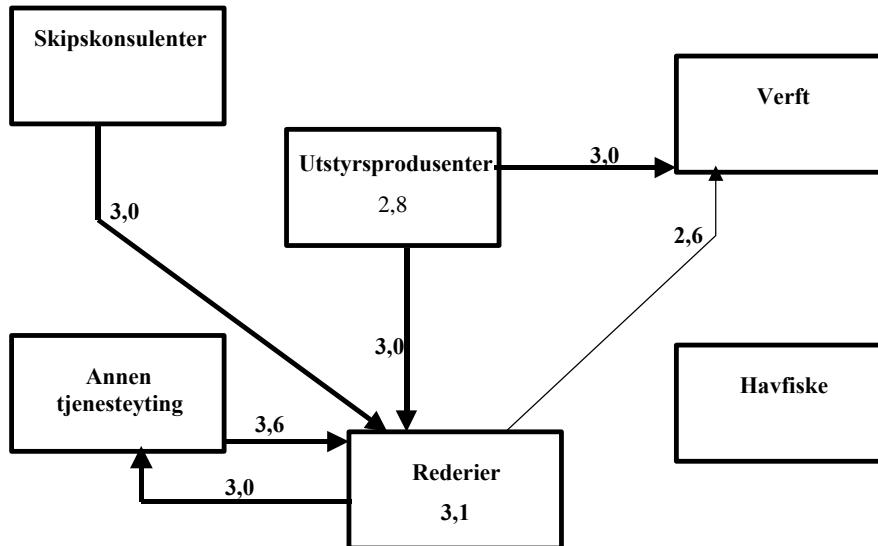 Skipskonsulenter
Verft
Utstyrsprodusenter
2,8
3,0
3,0
2,6
3,0
Annen
tjenesteyting
3,6
3,0
Havfiske
Rederier
3,1